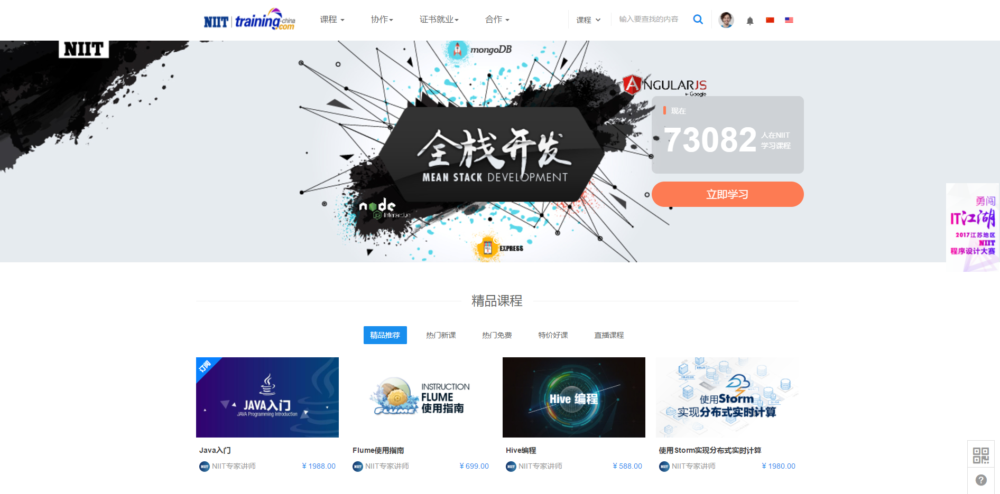 NIIT training-china.com
课程
协作
证书就业
合作
课程
输入要查找的内容
NIIT
mongoDB
ANGULARJS
by Google
现在
73082
人在NIIT
学习课程
立即学习
全栈开发
MEAN STACK DEVELOPMENT
node
JS Interactive
EXPRESS
勇闯
IT江湖
2017江苏地区
NIIT
程序设计大赛
精品课程
精品推荐
热门新课
热门免费
特价好课
直播课程
订阅
JAVA入门
JAVA Programming Introduction
INSTRUCTION
FLUME
使用指南
FLUME
Hive 编程
使用Storm
实现分布式实时计算
Java入门
NIIT专家讲师
¥ 1988.00
Flume使用指南
NIIT专家讲师
¥ 699.00
Hive编程
NIIT专家讲师
¥ 588.00
使用Storm实现分布式实时计算
NIIT专家讲师
¥ 1980.00